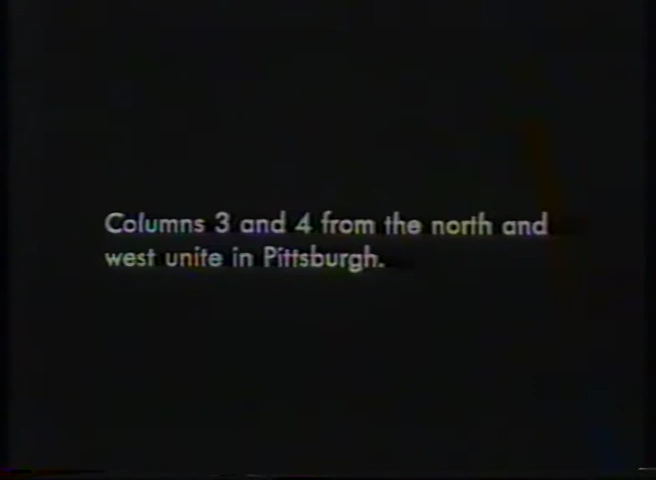 Columns 3 and 4 from the north and
west unite in Pittsburgh.